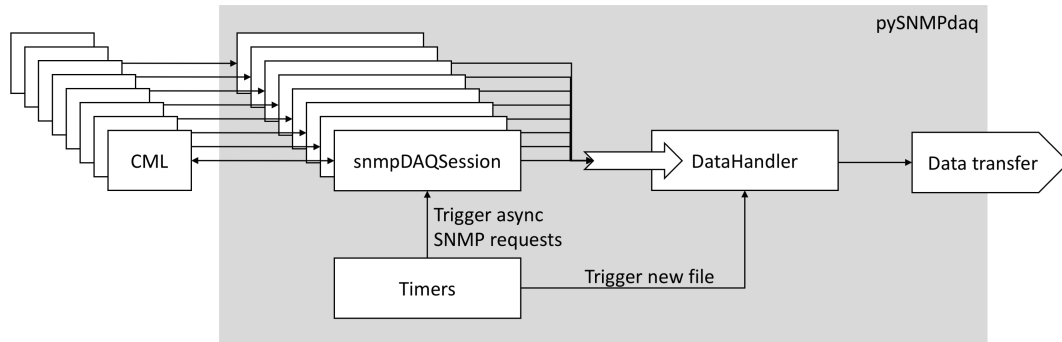 pySNMPdaq
CML
snmpDAQSession
DataHandler
Data transfer
Trigger async
SNMP requests
Timers
Trigger new file